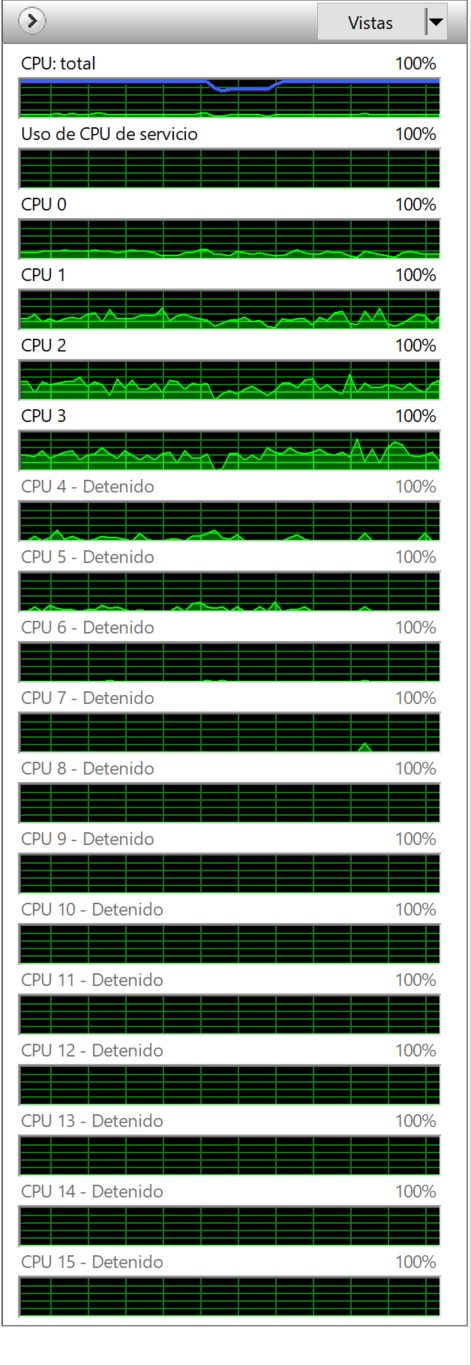 Vistas
CPU: total 100%
Uso de CPU de servicio 100%
CPU 0 100%
CPU 1 100%
CPU 2 100%
CPU 3 100%
CPU 4 - Detenido 100%
CPU 5 - Detenido 100%
CPU 6 - Detenido 100%
CPU 7 - Detenido 100%
CPU 8 - Detenido 100%
CPU 9 - Detenido 100%
CPU 10 - Detenido 100%
CPU 11 - Detenido 100%
CPU 12 - Detenido 100%
CPU 13 - Detenido 100%
CPU 14 - Detenido 100%
CPU 15 - Detenido 100%